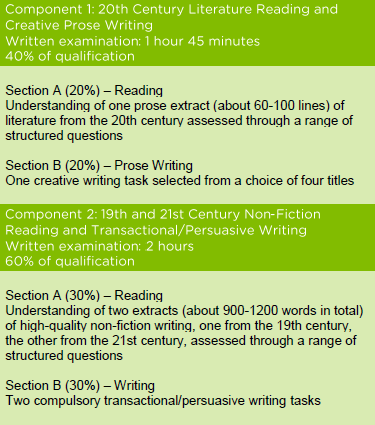 Component 1: 20th Century Literature Reading and
Creative Prose Writing
Written examination: 1 hour 45 minutes
40% of qualification
Section A (20%) – Reading
Understanding of one prose extract (about 60-100 lines) of
literature from the 20th century assessed through a range of
structured questions
Section B (20%) – Prose Writing
One creative writing task selected from a choice of four titles
Component 2: 19th and 21st Century Non-Fiction
Reading and Transactional/Persuasive Writing
Written examination: 2 hours
60% of qualification
Section A (30%) – Reading
Understanding of two extracts (about 900-1200 words in total)
of high-quality non-fiction writing, one from the 19th century,
the other from the 21st century, assessed through a range of
structured questions
Section B (30%) – Writing
Two compulsory transactional/persuasive writing tasks